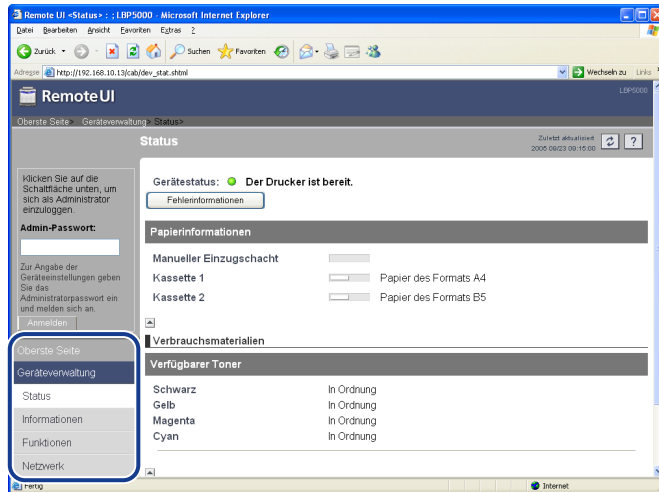 Remote UI <Status> : ; LBP5000 - Microsoft Internet Explorer
Datei Bearbeiten Ansicht Favoriten Extras ?
Zurück Suchen Favoriten
Adresse http://192.168.10.13/cab/dev_stat.shtml Wechseln zu Links
Remote UI LBP5000
Oberste Seite> Geräteverwaltung> Status>
Status Zuletzt aktualisiert
2005 09/23 09:15:00 ?
Klicken Sie auf die
Schaltfläche unten, um
sich als Administrator
einzuloggen.
Admin-Passwort:
Zur Angabe der
Geräteeinstellungen geben
Sie das
Administratorpasswort ein
und melden sich an.
Anmelden
Oberste Seite
Geräteverwaltung
Status
Informationen
Funktionen
Netzwerk
Gerätestatus: Der Drucker ist bereit.
Fehlerinformationen
Papierinformationen
Manueller Einzugschacht
Kassette 1 Papier des Formats A4
Kassette 2 Papier des Formats B5
Verbrauchsmaterialien
Verfügbarer Toner
Schwarz In Ordnung
Gelb In Ordnung
Magenta In Ordnung
Cyan In Ordnung
Fertig Internet